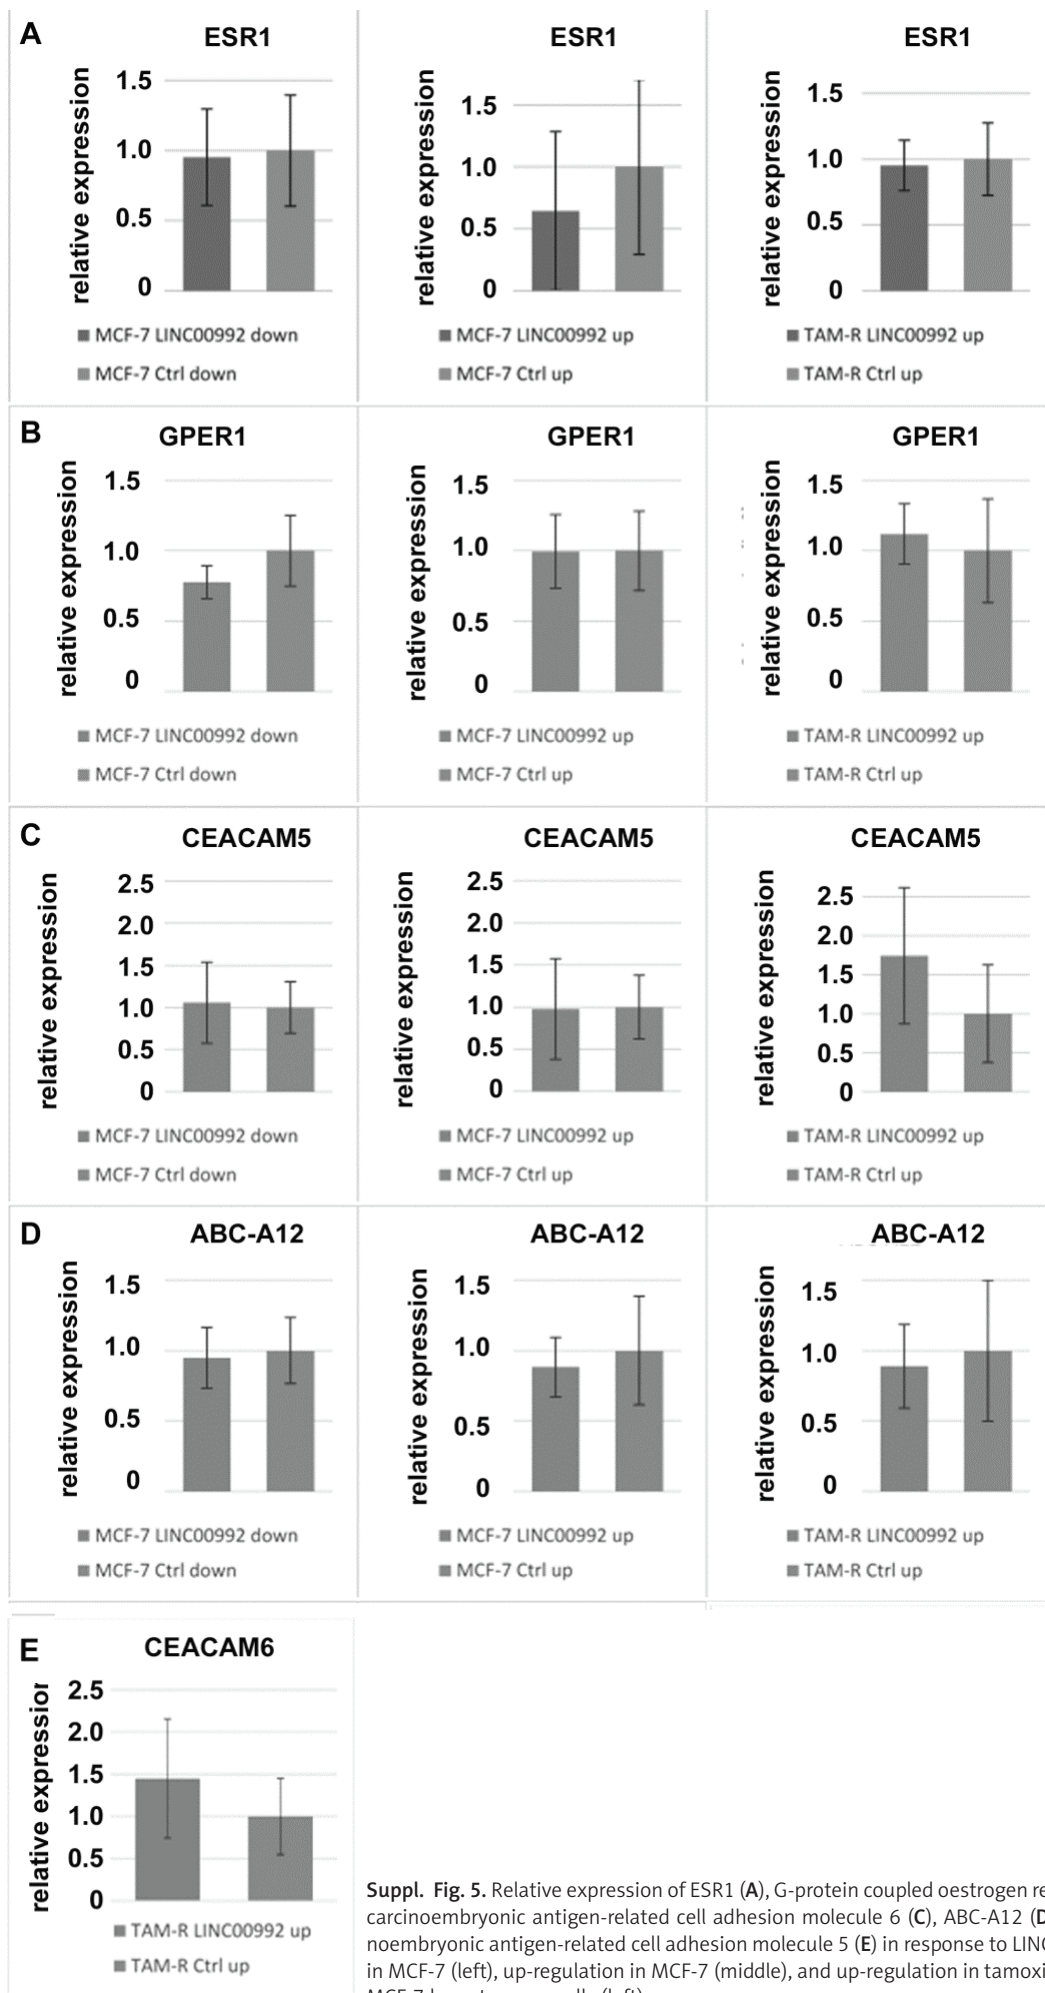 A
ESR1
ESR1
ESR1
relative expression
1.5
1.0
0.5
0
relative expression
1.5
1.0
0.5
0
relative expression
1.5
1.0
0.5
0
MCF-7 LINC00992 down
MCF-7 Ctrl down
MCF-7 LINC00992 up
MCF-7 Ctrl up
TAM-R LINC00992 up
TAM-R Ctrl up
B
GPER1
GPER1
GPER1
relative expression
1.5
1.0
0.5
0
relative expression
1.5
1.0
0.5
0
relative expression
1.5
1.0
0.5
0
MCF-7 LINC00992 down
MCF-7 Ctrl down
MCF-7 LINC00992 up
MCF-7 Ctrl up
TAM-R LINC00992 up
TAM-R Ctrl up
C
CEACAM5
CEACAM5
CEACAM5
relative expression
2.5
2.0
1.5
1.0
0.5
0
relative expression
2.5
2.0
1.5
1.0
0.5
0
relative expression
2.5
2.0
1.5
1.0
0.5
0
MCF-7 LINC00992 down
MCF-7 Ctrl down
MCF-7 LINC00992 up
MCF-7 Ctrl up
TAM-R LINC00992 up
TAM-R Ctrl up
D
ABC-A12
ABC-A12
ABC-A12
relative expression
1.5
1.0
0.5
0
relative expression
1.5
1.0
0.5
0
relative expression
1.5
1.0
0.5
0
MCF-7 LINC00992 down
MCF-7 Ctrl down
MCF-7 LINC00992 up
MCF-7 Ctrl up
TAM-R LINC00992 up
TAM-R Ctrl up
E
CEACAM6
relative expression
2.5
2.0
1.5
1.0
0.5
0
TAM-R LINC00992 up
TAM-R Ctrl up
Suppl. Fig. 5. Relative expression of ESR1 (A), G-protein coupled oestrogen re
carcinoembryonic antigen-related cell adhesion molecule 6 (C), ABC-A12 (D
noembryonic antigen-related cell adhesion molecule 5 (E) in response to LINC
in MCF-7 (left), up-regulation in MCF-7 (middle), and up-regulation in tamoxi